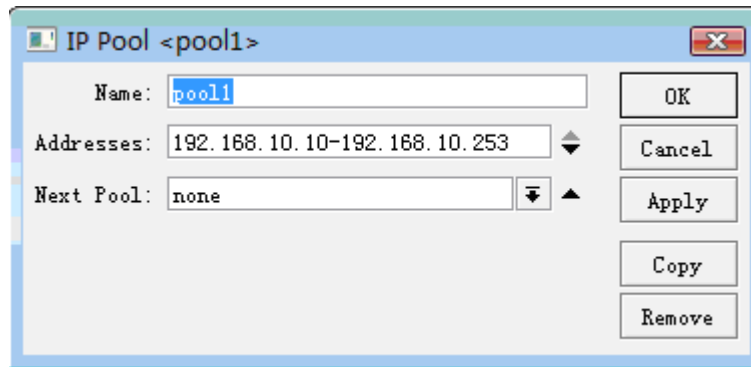 IP Pool <pool1>
Name: pool1
OK
Addresses: 192.168.10.10-192.168.10.253
Cancel
Next Pool: none
Apply
Copy
Remove